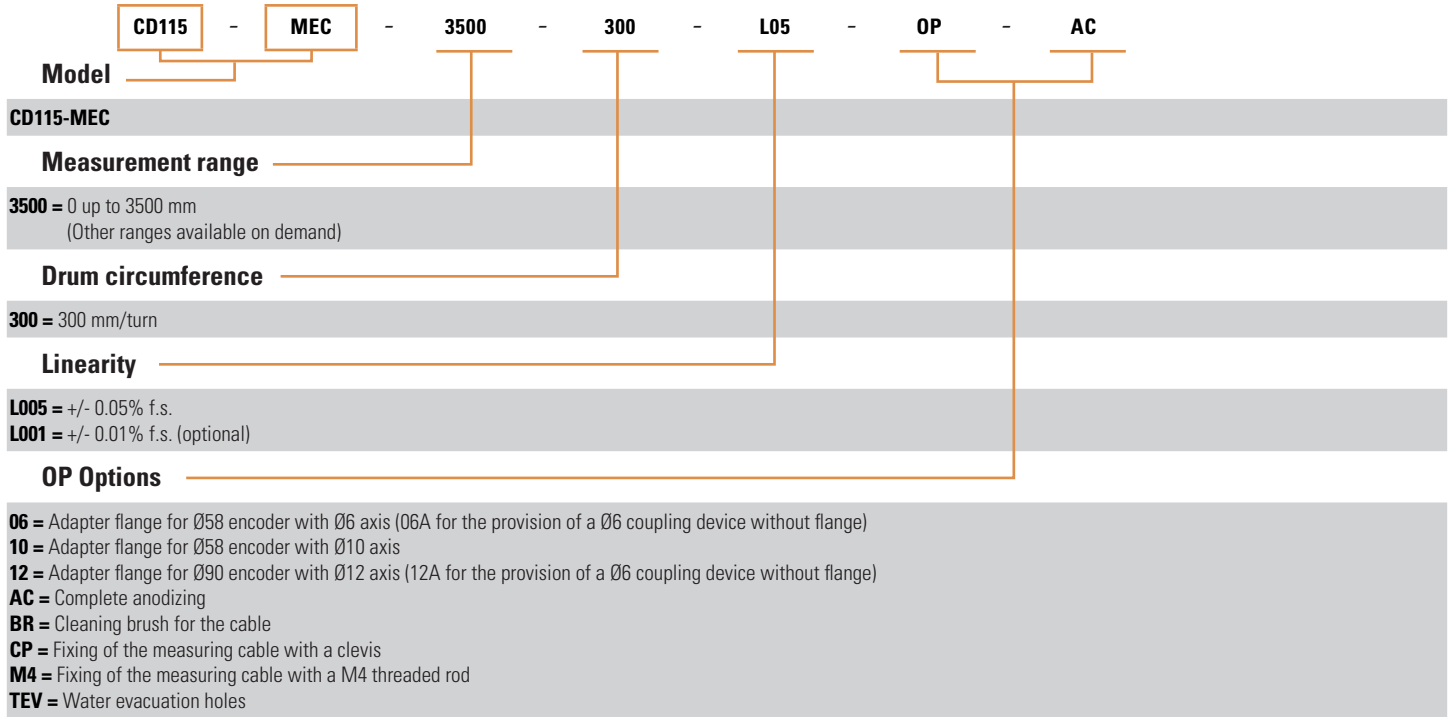 CD115 – MEC – 3500 – 300 – L05 – OP – AC
Model
CD115-MEC
Measurement range
3500 = 0 up to 3500 mm
(Other ranges available on demand)
Drum circumference
300 = 300 mm/turn
Linearity
L005 = +/- 0.05% f.s.
L001 = +/- 0.01% f.s. (optional)
OP Options
06 = Adapter flange for Ø58 encoder with Ø6 axis (06A for the provision of a Ø6 coupling device without flange)
10 = Adapter flange for Ø58 encoder with Ø10 axis
12 = Adapter flange for Ø90 encoder with Ø12 axis (12A for the provision of a Ø6 coupling device without flange)
AC = Complete anodizing
BR = Cleaning brush for the cable
CP = Fixing of the measuring cable with a clevis
M4 = Fixing of the measuring cable with a M4 threaded rod
TEV = Water evacuation holes